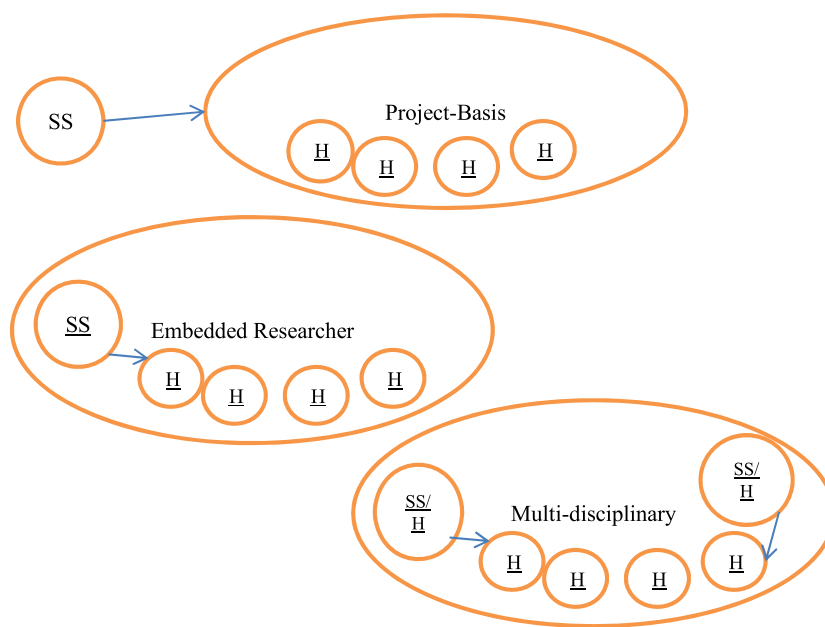 SS
Project-Basis
H
H
H
H
SS
Embedded Researcher
H
H
H
H
SS/
H
SS/
H
Multi-disciplinary
H
H
H
H